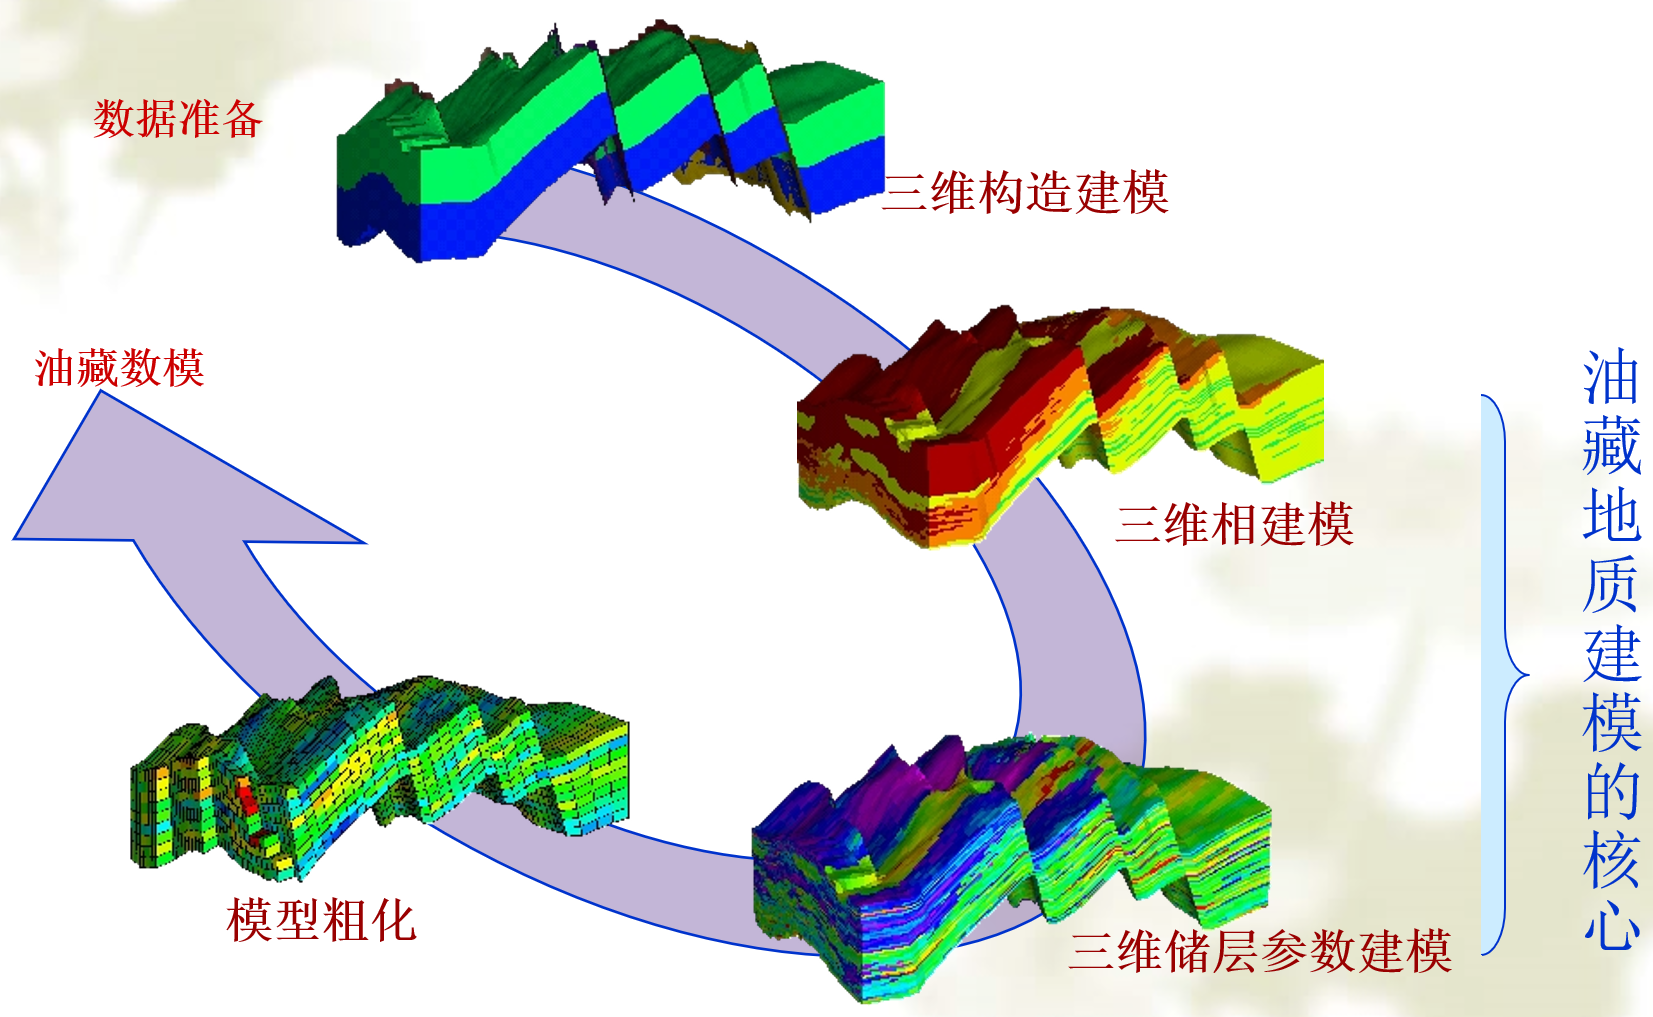 数据准备
三维构造建模
三维相建模
三维储层参数建模
模型粗化
油藏数模
油藏地质建模的核心